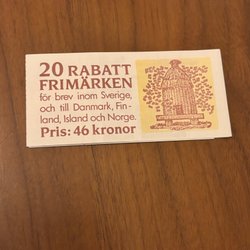 20 RABATT
FRIMÄRKEN
för brev inom Sverige,
och till Danmark, Fin-
land, Island och Norge.
Pris: 46 kronor